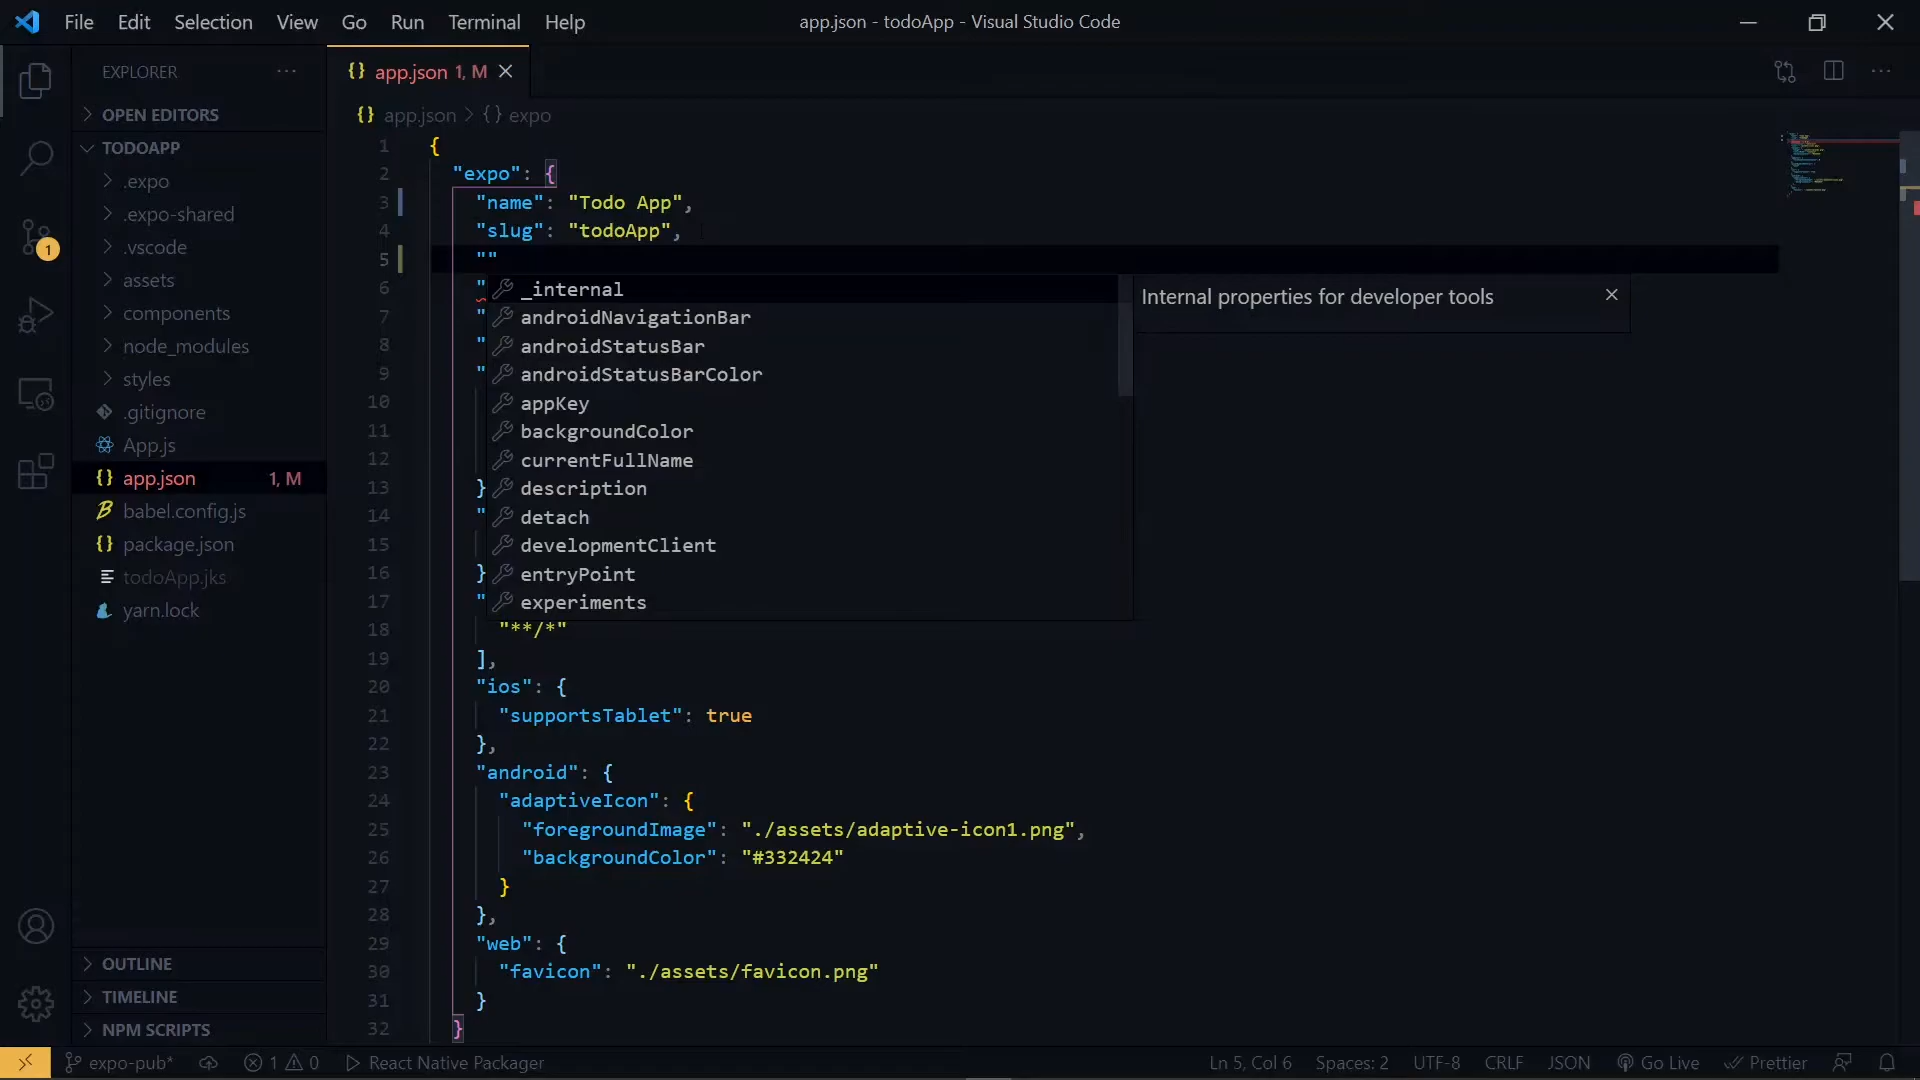 File Edit Selection View Go Run Terminal Help
app.json - todoApp - Visual Studio Code
EXPLORER
OPEN EDITORS
TODOAPP
.expo
.expo-shared
.vscode
assets
components
node_modules
styles
.gitignore
App.js
{} app.json 1, M
babel.config.js
{} package.json
todoApp.jks
yarn.lock
OUTLINE
TIMELINE
NPM SCRIPTS
1
{} app.json 1, M
{} app.json > {} expo
1 {
2 "expo": {
3 "name": "Todo App",
4 "slug": "todoApp",
5 ""
6 "
7 "
8 "
9 "
10
11
12
13 }
14 "
15
16 }
17 "
18 "**/*"
19 ],
20 "ios": {
21 "supportsTablet": true
22 },
23 "android": {
24 "adaptiveIcon": {
25 "foregroundImage": "./assets/adaptive-icon1.png",
26 "backgroundColor": "#332424"
27 }
28 },
29 "web": {
30 "favicon": "./assets/favicon.png"
31 }
32 }
_internal
androidNavigationBar
androidStatusBar
androidStatusBarColor
appKey
backgroundColor
currentFullName
description
detach
developmentClient
entryPoint
experiments
Internal properties for developer tools
expo-pub* 1 0 React Native Packager
Ln 5, Col 6 Spaces: 2 UTF-8 CRLF JSON Go Live Prettier